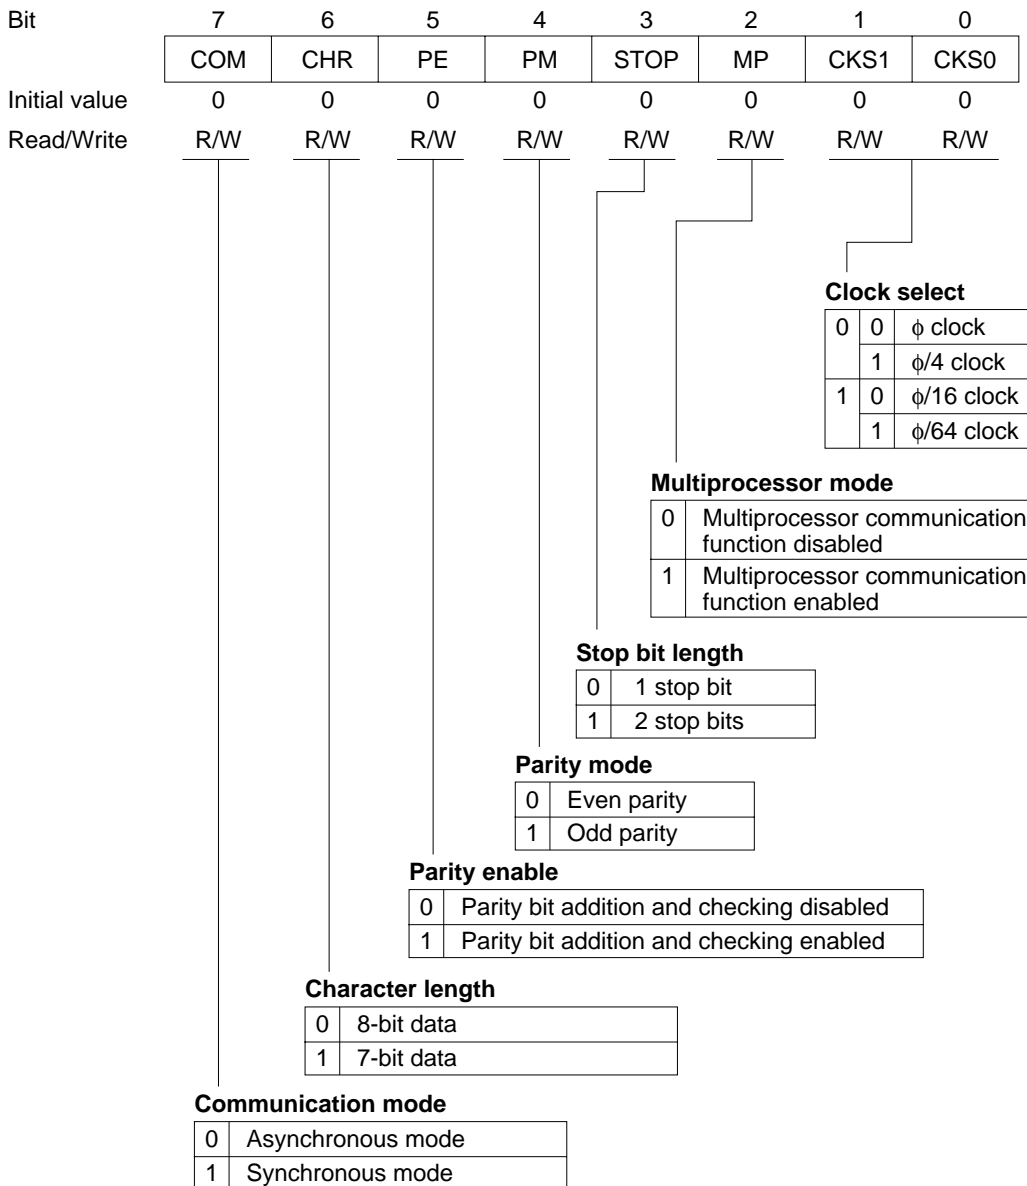 Bit 7 6 5 4 3 2 1 0
COM CHR PE PM STOP MP CKS1 CKS0
Initial value 0 0 0 0 0 0 0 0
Read/Write R/W R/W R/W R/W R/W R/W R/W R/W
Clock select
0 0 ϕ clock
1 ϕ/4 clock
1 0 ϕ/16 clock
1 ϕ/64 clock
Multiprocessor mode
0 Multiprocessor communication
function disabled
1 Multiprocessor communication
function enabled
Stop bit length
0 1 stop bit
1 2 stop bits
Parity mode
0 Even parity
1 Odd parity
Parity enable
0 Parity bit addition and checking disabled
1 Parity bit addition and checking enabled
Character length
0 8-bit data
1 7-bit data
Communication mode
0 Asynchronous mode
1 Synchronous mode